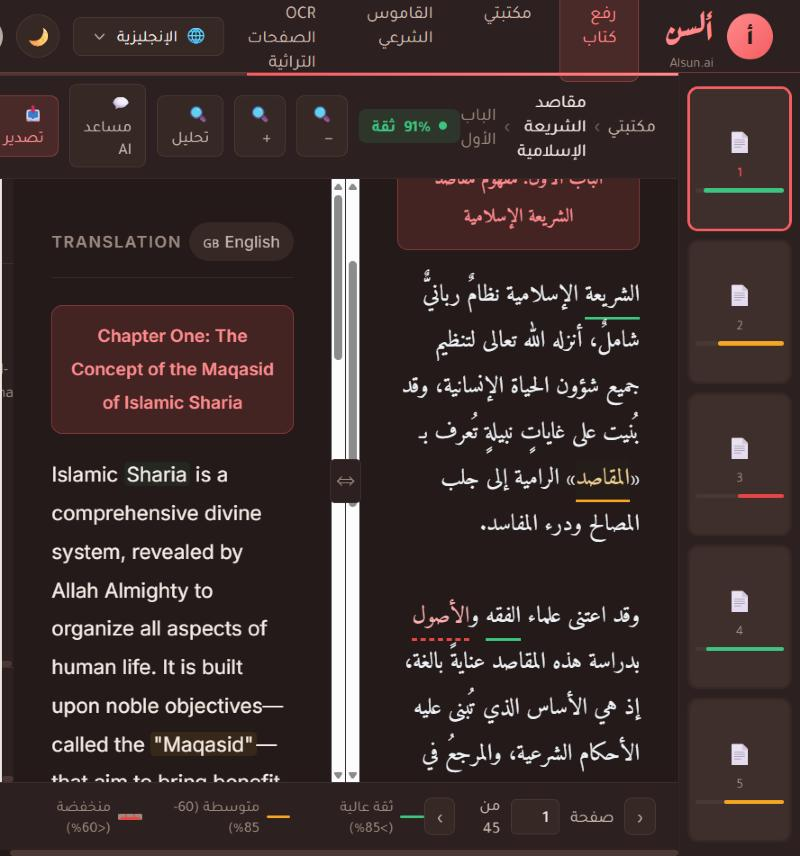 أ
ألسن
Alsun.ai
رفع
كتاب
مكتبتي
القاموس
الشرعي
OCR
الصفحات
التراثية
🌐 الإنجليزية
مكتبتي ‹
مقاصد
الشريعة
الإسلامية
‹ الباب
الأول
91% ثقة
−
+
تحليل
مساعد
AI
تصدير
1
2
3
4
5
الباب الأول: مفهوم مقاصد
الشريعة الإسلامية
الشريعة الإسلامية نظامٌ ربانيٌّ
شاملٌ، أنزله الله تعالى لتنظيم
جميع شؤون الحياة الإنسانية، وقد
بُنيت على غاياتٍ نبيلةٍ تُعرف بـ
«المقاصد» الرامية إلى جلب
المصالح ودرء المفاسد.
وقد اعتنى علماء الفقه والأصول
بدراسة هذه المقاصد عنايةً بالغة،
إذ هي الأساس الذي تُبنى عليه
الأحكام الشرعية، والمرجعُ في
TRANSLATION
GB English
Chapter One: The
Concept of the Maqasid
of Islamic Sharia
Islamic Sharia is a
comprehensive divine
system, revealed by
Allah Almighty to
organize all aspects of
human life. It is built
upon noble objectives—
called the "Maqasid"—
that aim to bring benefit
‹ صفحة 1 من
45 ›
ثقة عالية
(>85%)
متوسطة (60-
85%)
منخفضة
(<60%)